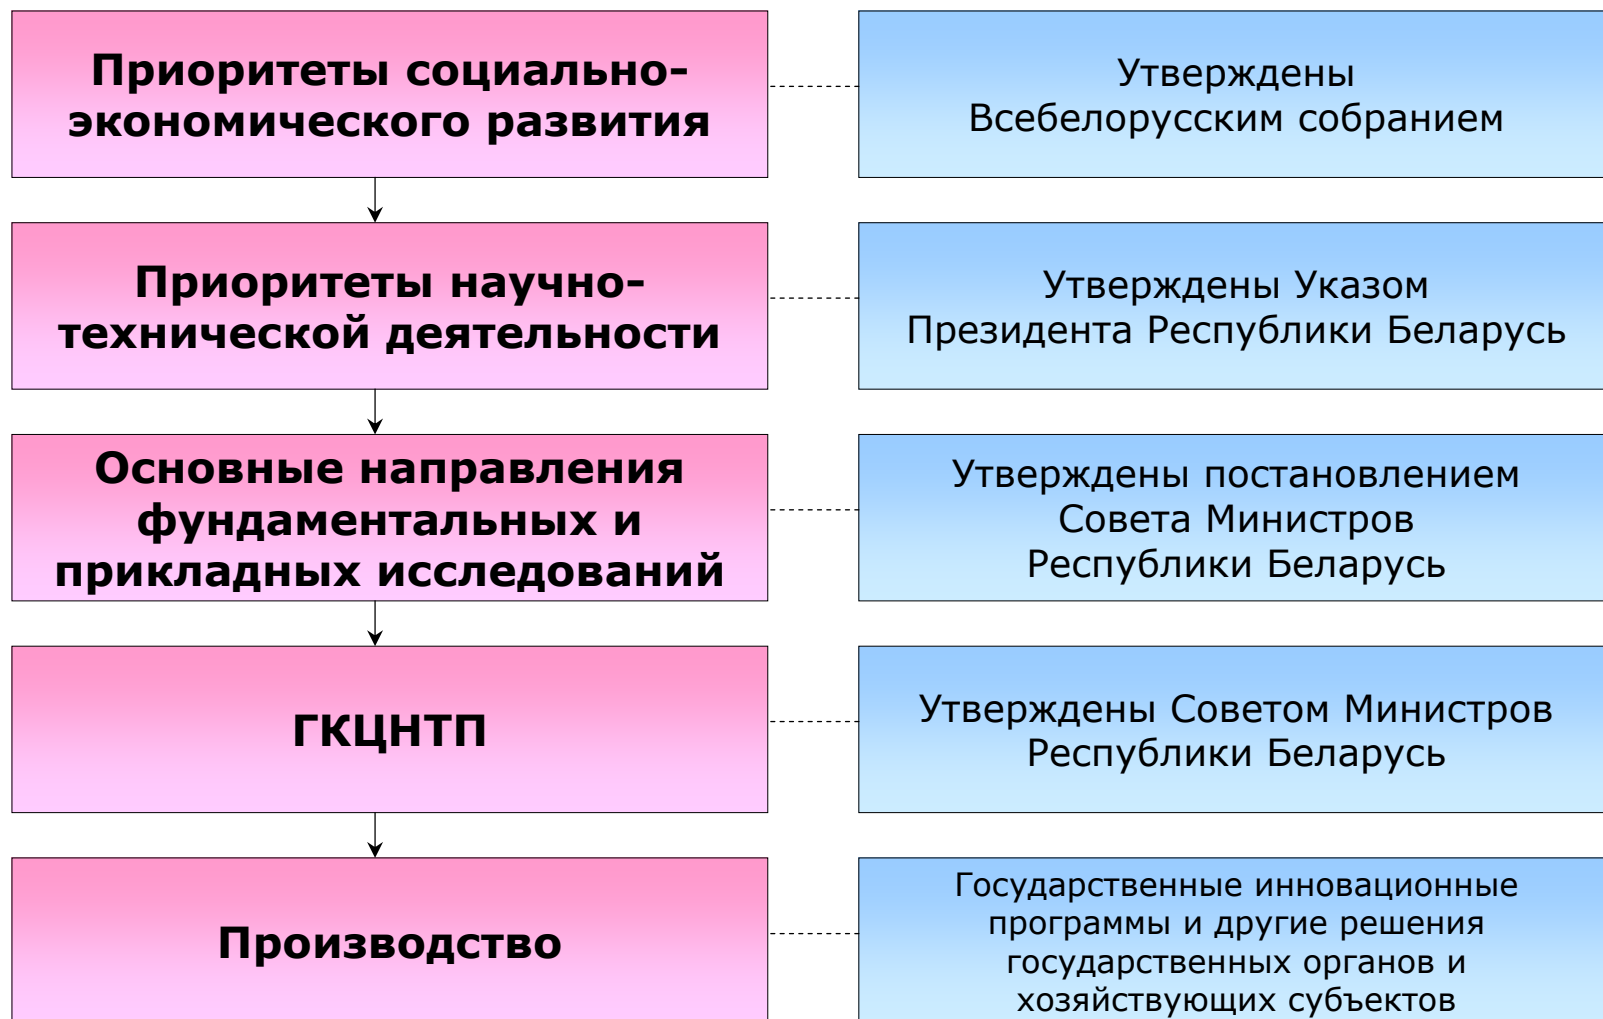 Приоритеты социально-
экономического развития
Утверждены
Всебелорусским собранием
Приоритеты научно-
технической деятельности
Утверждены Указом
Президента Республики Беларусь
Основные направления
фундаментальных и
прикладных исследований
Утверждены постановлением
Совета Министров
Республики Беларусь
ГКЦНТП
Утверждены Советом Министров
Республики Беларусь
Производство
Государственные инновационные
программы и другие решения
государственных органов и
хозяйствующих субъектов